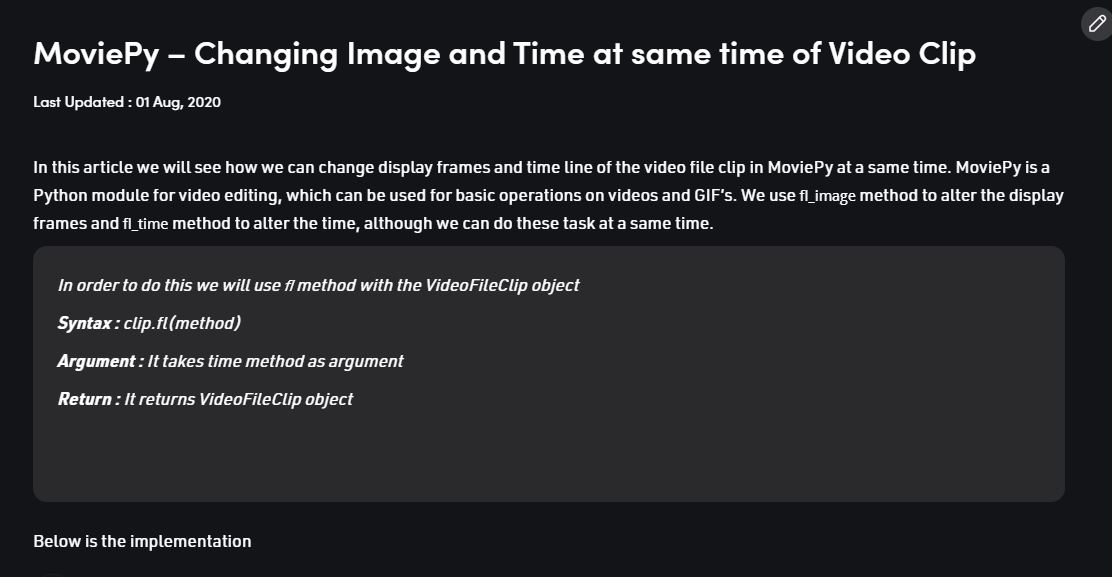 MoviePy – Changing Image and Time at same time of Video Clip
Last Updated : 01 Aug, 2020
In this article we will see how we can change display frames and time line of the video file clip in MoviePy at a same time. MoviePy is a
Python module for video editing, which can be used for basic operations on videos and GIF’s. We use fl_image method to alter the display
frames and fl_time method to alter the time, although we can do these task at a same time.
In order to do this we will use fl method with the VideoFileClip object
Syntax : clip.fl(method)
Argument : It takes time method as argument
Return : It returns VideoFileClip object
Below is the implementation